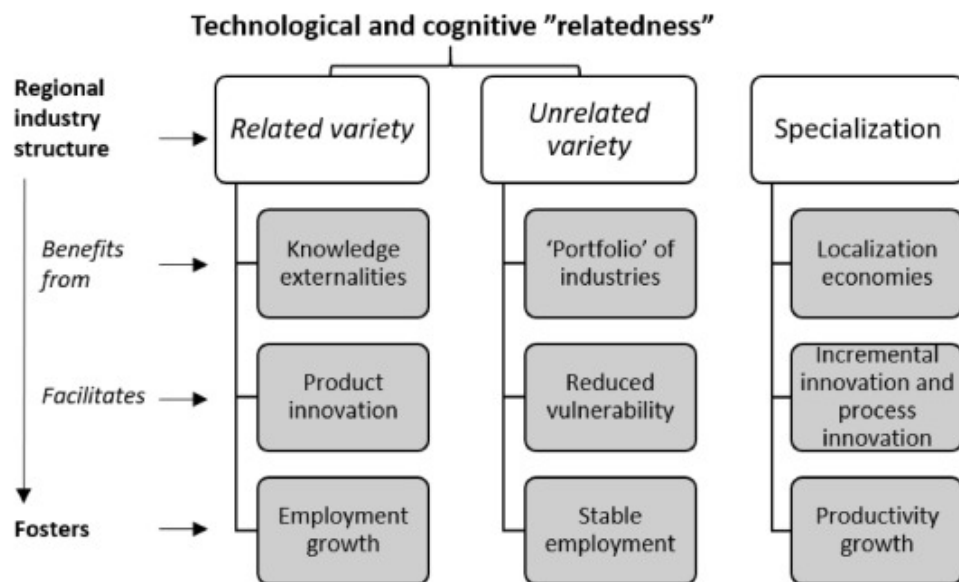 Technological and cognitive ”relatedness”
Regional
industry
structure
Related variety
Unrelated
variety
Specialization
Benefits
from
Knowledge
externalities
‘Portfolio’ of
industries
Localization
economies
Facilitates
Product
innovation
Reduced
vulnerability
Incremental
innovation and
process
innovation
Fosters
Employment
growth
Stable
employment
Productivity
growth